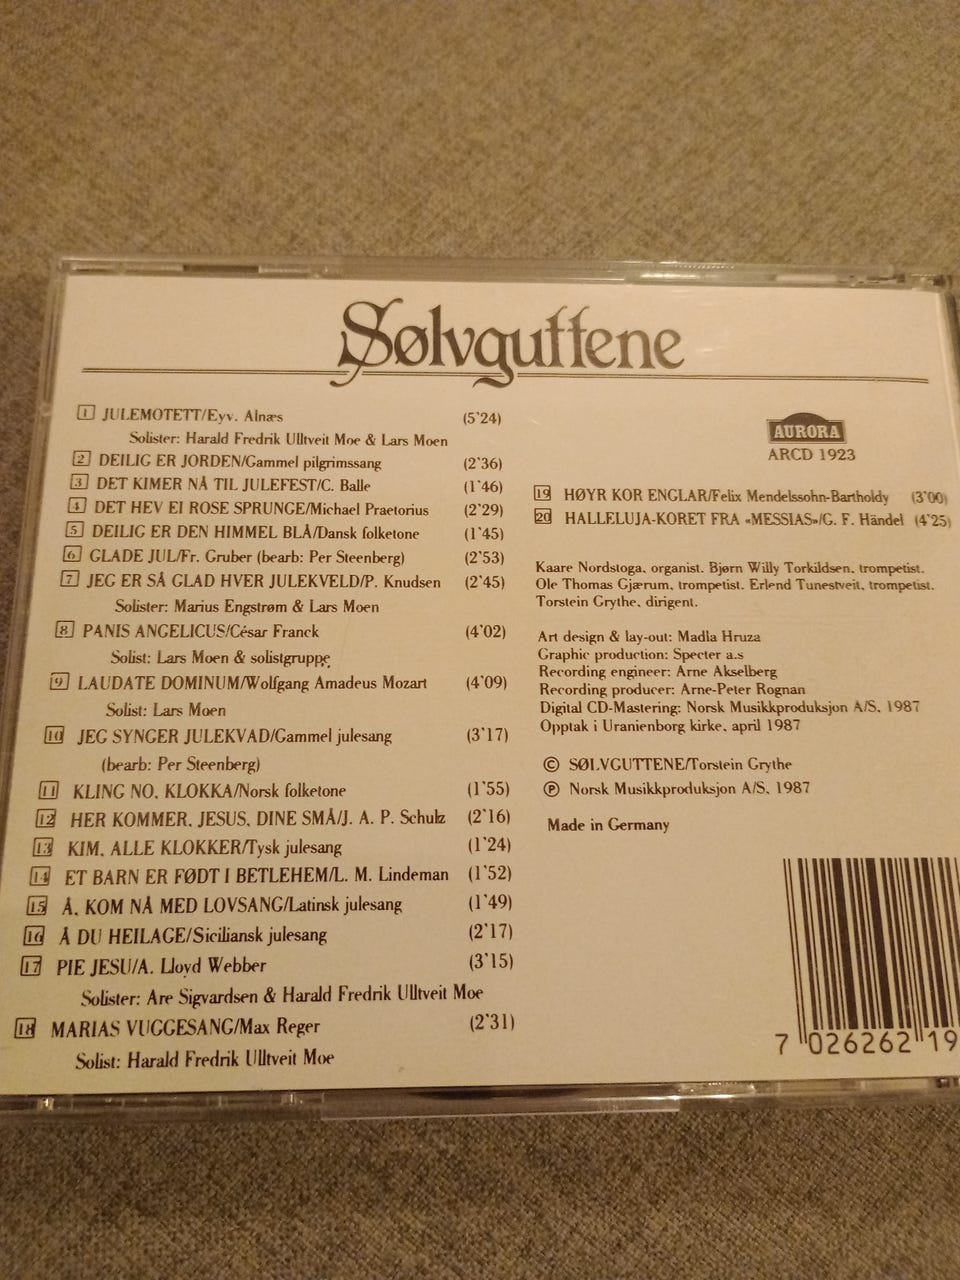 Sølvguttene
1 JULEMOTETT/Eyv. Alnæs (5'24)
Solister: Harald Fredrik Ulltveit Moe & Lars Moen
2 DEILIG ER JORDEN/Gammel pilgrimssang (2'36)
3 DET KIMER NÅ TIL JULEFEST/C. Balle (1'46)
4 DET HEV EI ROSE SPRUNGE/Michael Praetorius (2'29)
5 DEILIG ER DEN HIMMEL BLÅ/Dansk folketone (1'45)
6 GLADE JUL/Fr. Gruber (bearb: Per Steenberg) (2'53)
7 JEG ER SÅ GLAD HVER JULEKVELD/P. Knudsen (2'45)
Solister: Marius Engstrøm & Lars Moen
8 PANIS ANGELICUS/César Franck (4'02)
Solist: Lars Moen & solistgruppe
9 LAUDATE DOMINUM/Wolfgang Amadeus Mozart (4'09)
Solist: Lars Moen
10 JEG SYNGER JULEKVAD/Gammel julesang (3'17)
(bearb: Per Steenberg)
11 KLING NO, KLOKKA/Norsk folketone (1'55)
12 HER KOMMER, JESUS, DINE SMÅ/J. A. P. Schulz (2'16)
13 KIM, ALLE KLOKKER/Tysk julesang (1'24)
14 ET BARN ER FØDT I BETLEHEM/L. M. Lindeman (1'52)
15 Å, KOM NÅ MED LOVSANG/Latinsk julesang (1'49)
16 Å DU HEILAGE/Siciliansk julesang (2'17)
17 PIE JESU/A. Lloyd Webber (3'15)
Solister: Are Sigvardsen & Harald Fredrik Ulltveit Moe
18 MARIAS VUGGESANG/Max Reger (2'31)
Solist: Harald Fredrik Ulltveit Moe
AURORA
ARCD 1923
19 HØYR KOR ENGLAR/Felix Mendelssohn-Bartholdy (3'00)
20 HALLELUJA-KORET FRA «MESSIAS»/G. F. Händel (4'25)
Kaare Nordstoga, organist. Bjørn Willy Torkildsen, trompetist.
Ole Thomas Gjærum, trompetist. Erlend Tunestveit, trompetist.
Torstein Grythe, dirigent.
Art design & lay-out: Madla Hruza
Graphic production: Specter a.s
Recording engineer: Arne Akselberg
Recording producer: Arne-Peter Rognan
Digital CD-Mastering: Norsk Musikkproduksjon A/S, 1987
Opptak i Uranienborg kirke, april 1987
© SØLVGUTTENE/Torstein Grythe
℗ Norsk Musikkproduksjon A/S, 1987
Made in Germany
7 026262 19